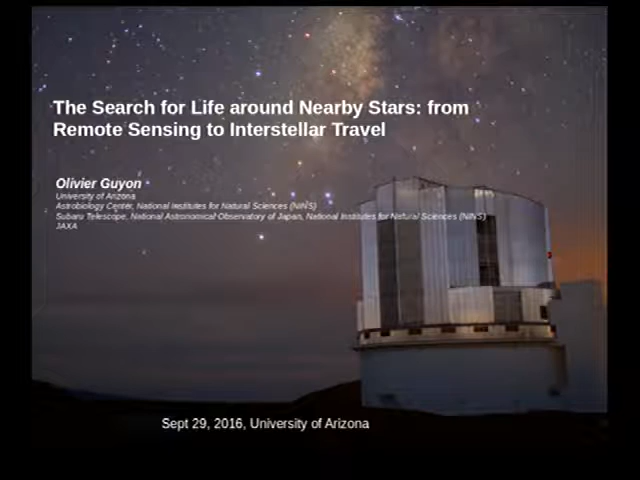 The Search for Life around Nearby Stars: from
Remote Sensing to Interstellar Travel
Olivier Guyon
University of Arizona
Astrobiology Center, National Institutes for Natural Sciences (NINS)
Subaru Telescope, National Astronomical Observatory of Japan, National Institutes for Natural Sciences (NINS)
JAXA
Sept 29, 2016, University of Arizona